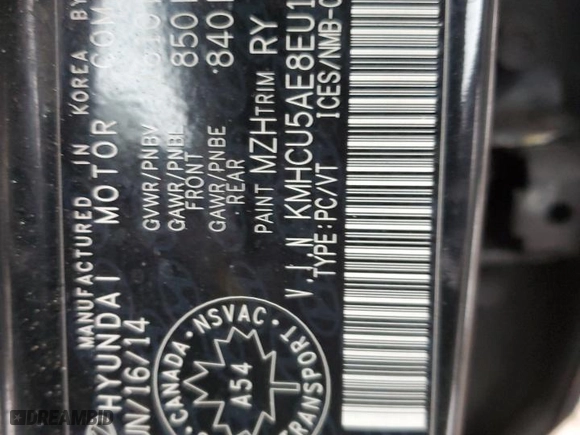 MANUFACTURED IN KOREA BY
HYUNDAI MOTOR COM
UN/16/14
GVWR/PNBV
GAWR/PNBE 850
FRONT
GAWR/PNBE 840
REAR
PAINT MZH TRIM RY
V.I.N KMHCU5AE8EU1
TYPE:PC/VT ICES/NMB-
CANADA NSVAC
A54
TRANSPORT
DREAMBID